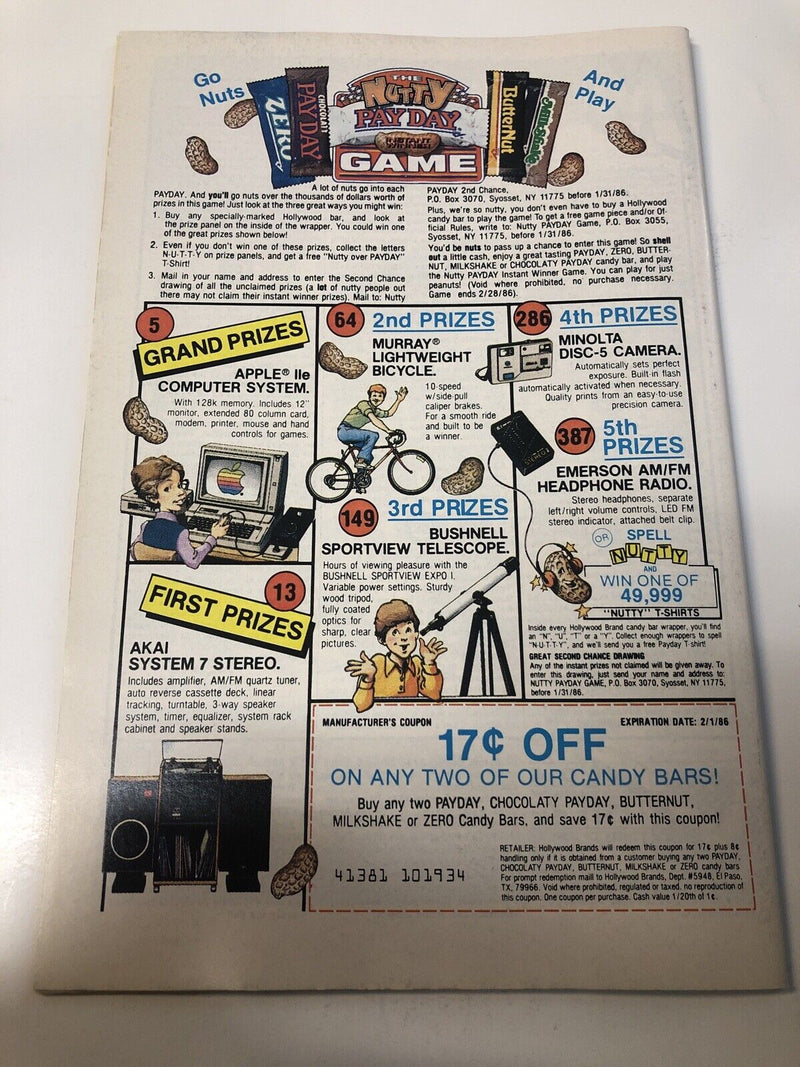 Go
Nuts
ZERO
CHOCOLATY
PAYDAY
THE
NUTTY
PAYDAY
INSTANT
WINNER
GAME
ButterNut
Milkshake
And
Play
A lot of nuts go into each
PAYDAY. And you'll go nuts over the thousands of dollars worth of
prizes in this game! Just look at the three great ways you might win:
1. Buy any specially-marked Hollywood bar, and look at
the prize panel on the inside of the wrapper. You could win one
of the great prizes shown below!
2. Even if you don't win one of these prizes, collect the letters
N-U-T-T-Y on prize panels, and get a free "Nutty over PAYDAY"
T-Shirt!
3. Mail in your name and address to enter the Second Chance
drawing of all the unclaimed prizes (a lot of nutty people out
there may not claim their instant winner prizes). Mail to: Nutty
PAYDAY 2nd Chance,
P.O. Box 3070, Syosset, NY 11775 before 1/31/86.
Plus, we're so nutty, you don't even have to buy a Hollywood
candy bar to play the game! To get a free game piece and/or Of-
ficial Rules, write to: Nutty PAYDAY Game, P.O. Box 3055,
Syosset, NY 11775, before 1/31/86.
You'd be nuts to pass up a chance to enter this game! So shell
out a little cash, enjoy a great tasting PAYDAY, ZERO, BUTTER-
NUT, MILKSHAKE or CHOCOLATY PAYDAY candy bar, and play
the Nutty PAYDAY Instant Winner Game. You can play for just
peanuts! (Void where prohibited, no purchase necessary.
Game ends 2/28/86).
5
GRAND PRIZES
APPLE® IIe
COMPUTER SYSTEM.
With 128k memory. Includes 12"
monitor, extended 80 column card,
modem, printer, mouse and hand
controls for games.
13
FIRST PRIZES
AKAI
SYSTEM 7 STEREO.
Includes amplifier, AM/FM quartz tuner,
auto reverse cassette deck, linear
tracking, turntable, 3-way speaker
system, timer, equalizer, system rack
cabinet and speaker stands.
64 2nd PRIZES
MURRAY®
LIGHTWEIGHT
BICYCLE.
10-speed
w/side-pull
caliper brakes.
For a smooth ride
and built to be
a winner.
149 3rd PRIZES
BUSHNELL
SPORTVIEW TELESCOPE.
Hours of viewing pleasure with the
BUSHNELL SPORTVIEW EXPO I.
Variable power settings. Sturdy
wood tripod,
fully coated
optics for
sharp, clear
pictures.
286 4th PRIZES
MINOLTA
DISC-5 CAMERA.
Automatically sets perfect
exposure. Built-in flash
automatically activated when necessary.
Quality prints from an easy-to-use
precision camera.
387 5th
PRIZES
EMERSON AM/FM
HEADPHONE RADIO.
Stereo headphones, separate
left/right volume controls, LED FM
stereo indicator, attached belt clip.
OR SPELL
NUTTY
AND
WIN ONE OF
49,999
"NUTTY" T-SHIRTS
Inside every Hollywood Brand candy bar wrapper, you'll find
an "N", "U", "T" or a "Y". Collect enough wrappers to spell
"N-U-T-T-Y", and we'll send you a free Payday T-shirt!
GREAT SECOND CHANCE DRAWING
Any of the instant prizes not claimed will be given away. To
enter this drawing, just send your name and address to:
NUTTY PAYDAY GAME, P.O. Box 3070, Syosset, NY 11775,
before 1/31/86.
MANUFACTURER'S COUPON EXPIRATION DATE: 2/1/86
17¢ OFF
ON ANY TWO OF OUR CANDY BARS!
Buy any two PAYDAY, CHOCOLATY PAYDAY, BUTTERNUT,
MILKSHAKE or ZERO Candy Bars, and save 17¢ with this coupon!
41381 101934
RETAILER: Hollywood Brands will redeem this coupon for 17¢ plus 8¢
handling only if it is obtained from a customer buying any two PAYDAY,
CHOCOLATY PAYDAY, BUTTERNUT, MILKSHAKE or ZERO candy bars.
For prompt redemption mail to Hollywood Brands, Dept. #5948, El Paso,
TX, 79966. Void where prohibited, regulated or taxed, no reproduction of
this coupon. One coupon per purchase. Cash value 1/20th of 1¢.